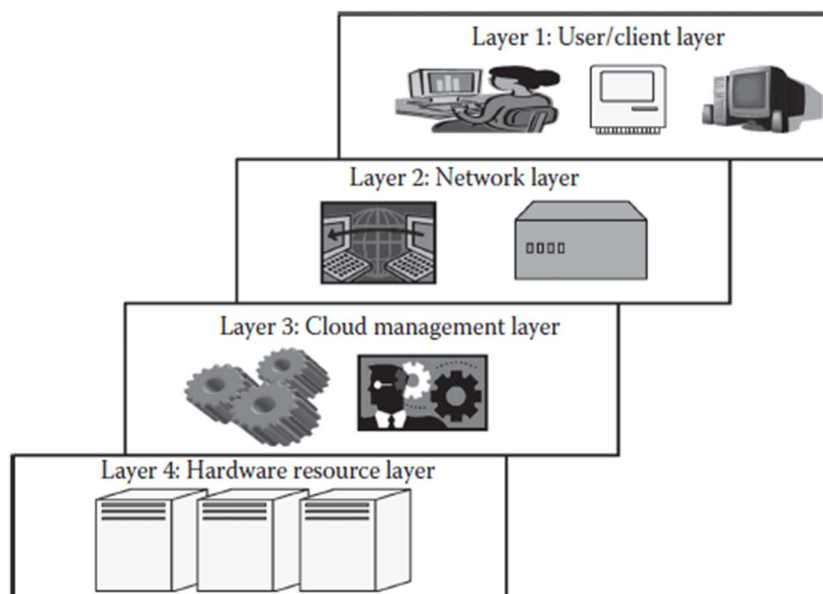 Layer 1: User/client layer
Layer 2: Network layer
Layer 3: Cloud management layer
Layer 4: Hardware resource layer